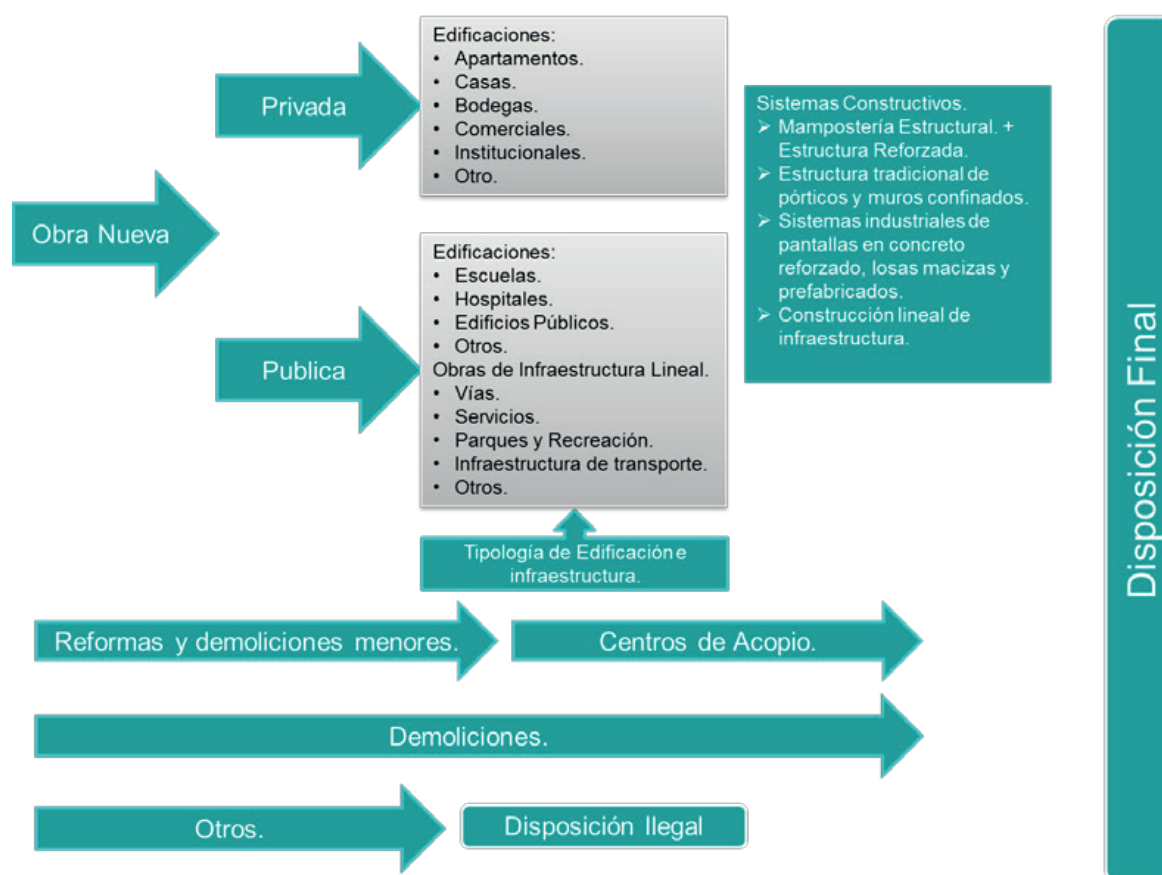 Obra Nueva
Privada
Edificaciones:
• Apartamentos.
• Casas.
• Bodegas.
• Comerciales.
• Institucionales.
• Otro.
Publica
Edificaciones:
• Escuelas.
• Hospitales.
• Edificios Públicos.
• Otros.
Obras de Infraestructura Lineal.
• Vías.
• Servicios.
• Parques y Recreación.
• Infraestructura de transporte.
• Otros.
Tipología de Edificación e
infraestructura.
Sistemas Constructivos.
➢ Mampostería Estructural. +
Estructura Reforzada.
➢ Estructura tradicional de
pórticos y muros confinados.
➢ Sistemas industriales de
pantallas en concreto
reforzado, losas macizas y
prefabricados.
➢ Construcción lineal de
infraestructura.
Reformas y demoliciones menores.
Centros de Acopio.
Demoliciones.
Otros.
Disposición Ilegal
Disposición Final